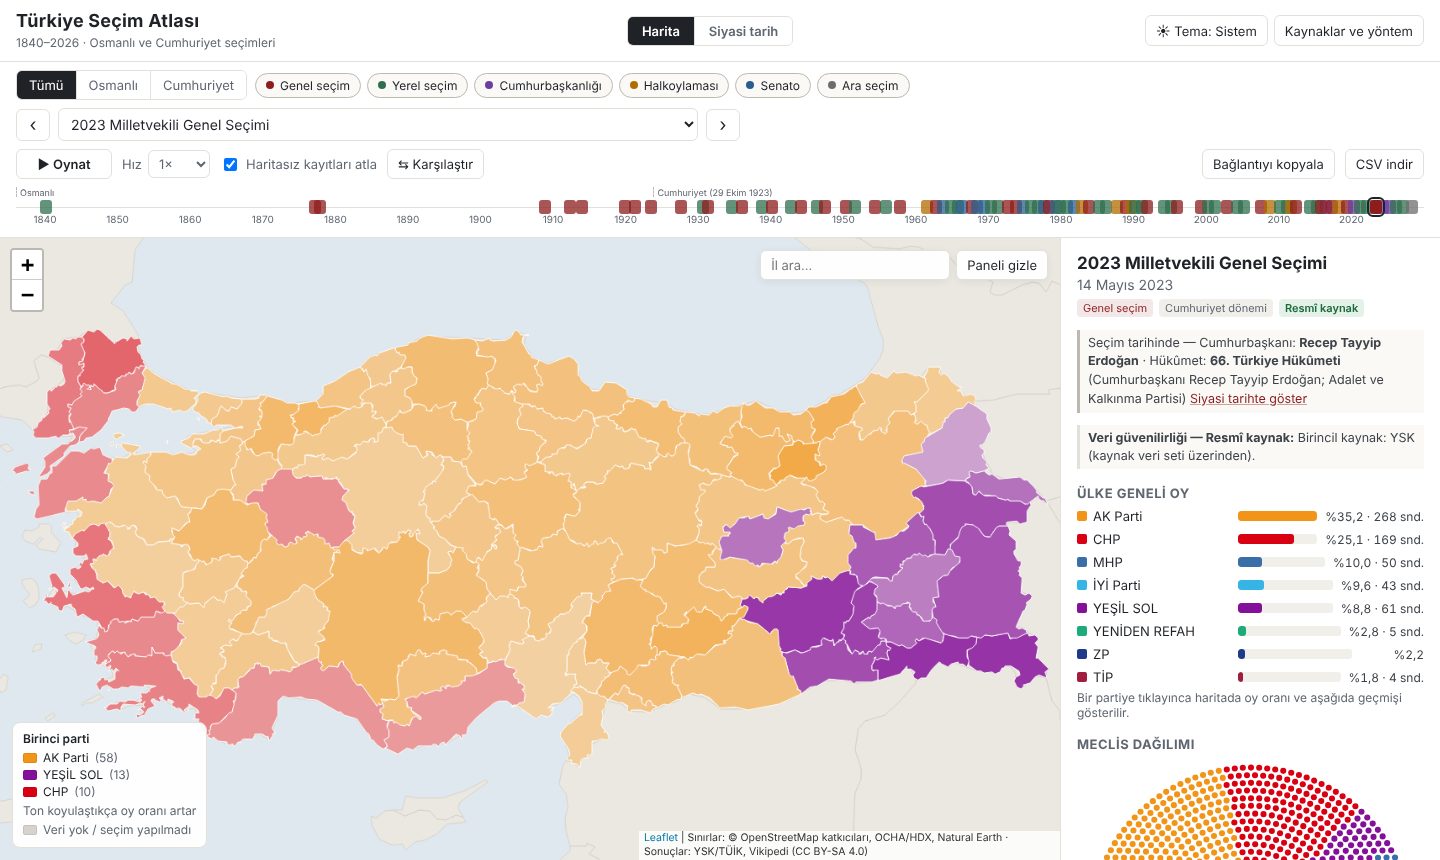 Türkiye Seçim Atlası
1840–2026 · Osmanlı ve Cumhuriyet seçimleri
Harita
Siyasi tarih
☀ Tema: Sistem
Kaynaklar ve yöntem
Tümü
Osmanlı
Cumhuriyet
Genel seçim
Yerel seçim
Cumhurbaşkanlığı
Halkoylaması
Senato
Ara seçim
‹
2023 Milletvekili Genel Seçimi
›
▶ Oynat
Hız
1×
Haritasız kayıtları atla
⇆ Karşılaştır
Bağlantıyı kopyala
CSV indir
Osmanlı
Cumhuriyet (29 Ekim 1923)
1840
1850
1860
1870
1880
1890
1900
1910
1920
1930
1940
1950
1960
1970
1980
1990
2000
2010
2020
+
−
İl ara...
Paneli gizle
Birinci parti
AK Parti (58)
YEŞİL SOL (13)
CHP (10)
Ton koyulaştıkça oy oranı artar
Veri yok / seçim yapılmadı
Leaflet | Sınırlar: © OpenStreetMap katkıcıları, OCHA/HDX, Natural Earth ·
Sonuçlar: YSK/TÜİK, Vikipedi (CC BY-SA 4.0)
2023 Milletvekili Genel Seçimi
14 Mayıs 2023
Genel seçim
Cumhuriyet dönemi
Resmî kaynak
Seçim tarihinde — Cumhurbaşkanı: Recep Tayyip
Erdoğan · Hükûmet: 66. Türkiye Hükûmeti
(Cumhurbaşkanı Recep Tayyip Erdoğan; Adalet ve
Kalkınma Partisi) Siyasi tarihte göster
Veri güvenilirliği — Resmî kaynak: Birincil kaynak: YSK
(kaynak veri seti üzerinden).
ÜLKE GENELİ OY
AK Parti %35,2 · 268 snd.
CHP %25,1 · 169 snd.
MHP %10,0 · 50 snd.
İYİ Parti %9,6 · 43 snd.
YEŞİL SOL %8,8 · 61 snd.
YENİDEN REFAH %2,8 · 5 snd.
ZP %2,2
TİP %1,8 · 4 snd.
Bir partiye tıklayınca haritada oy oranı ve aşağıda geçmişi
gösterilir.
MECLİS DAĞILIMI